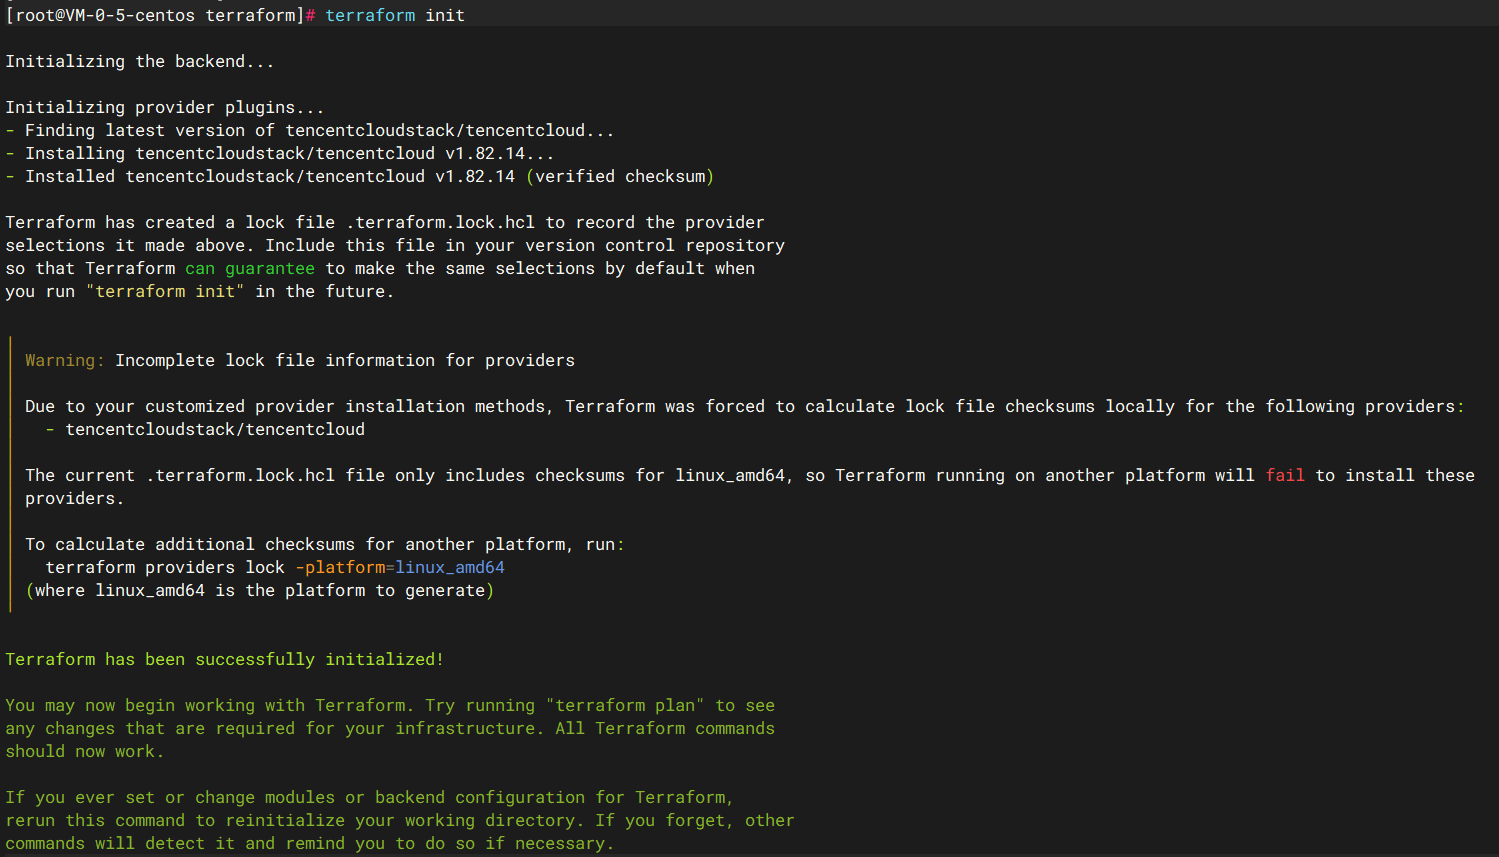 [root@VM-0-5-centos terraform]# terraform init
Initializing the backend...
Initializing provider plugins...
- Finding latest version of tencentcloudstack/tencentcloud...
- Installing tencentcloudstack/tencentcloud v1.82.14...
- Installed tencentcloudstack/tencentcloud v1.82.14 (verified checksum)
Terraform has created a lock file .terraform.lock.hcl to record the provider
selections it made above. Include this file in your version control repository
so that Terraform can guarantee to make the same selections by default when
you run "terraform init" in the future.
Warning: Incomplete lock file information for providers
Due to your customized provider installation methods, Terraform was forced to calculate lock file checksums locally for the following providers:
- tencentcloudstack/tencentcloud
The current .terraform.lock.hcl file only includes checksums for linux_amd64, so Terraform running on another platform will fail to install these
providers.
To calculate additional checksums for another platform, run:
terraform providers lock -platform=linux_amd64
(where linux_amd64 is the platform to generate)
Terraform has been successfully initialized!
You may now begin working with Terraform. Try running "terraform plan" to see
any changes that are required for your infrastructure. All Terraform commands
should now work.
If you ever set or change modules or backend configuration for Terraform,
rerun this command to reinitialize your working directory. If you forget, other
commands will detect it and remind you to do so if necessary.